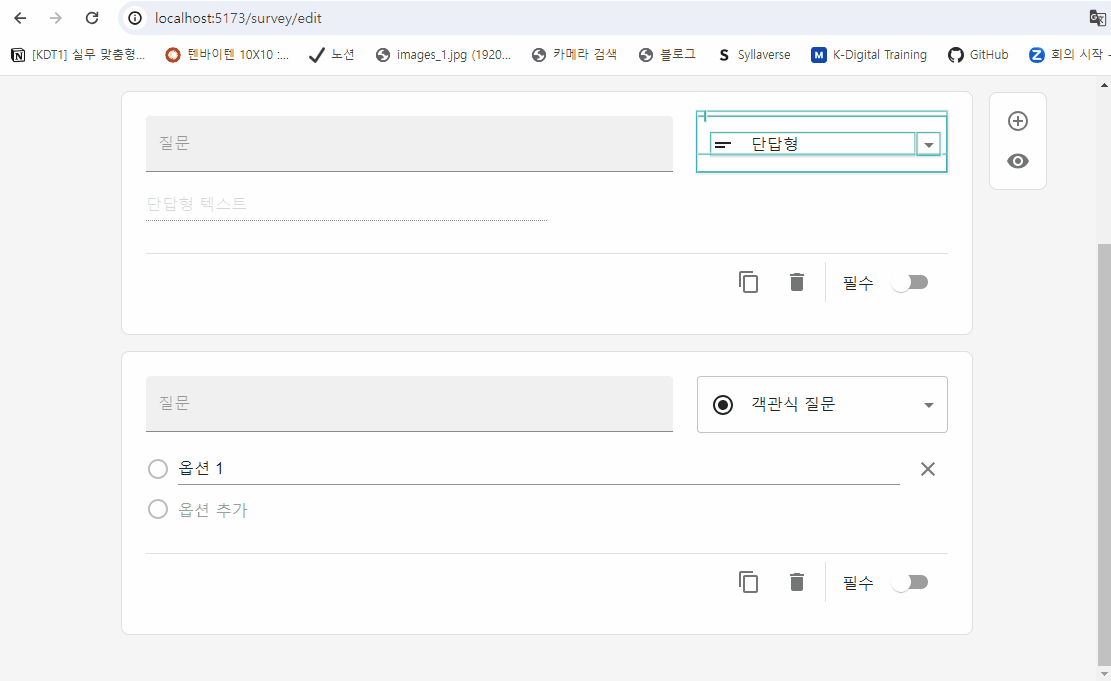 localhost:5173/survey/edit
[KDT1] 실무 맞춤형... 텐바이텐 10X10 :... 노션 images_1.jpg (1920... 카메라 검색 블로그 Syllaverse K-Digital Training GitHub 회의 시작 -
질문 단답형
단답형 텍스트
필수
질문 객관식 질문
옵션 1
옵션 추가
필수